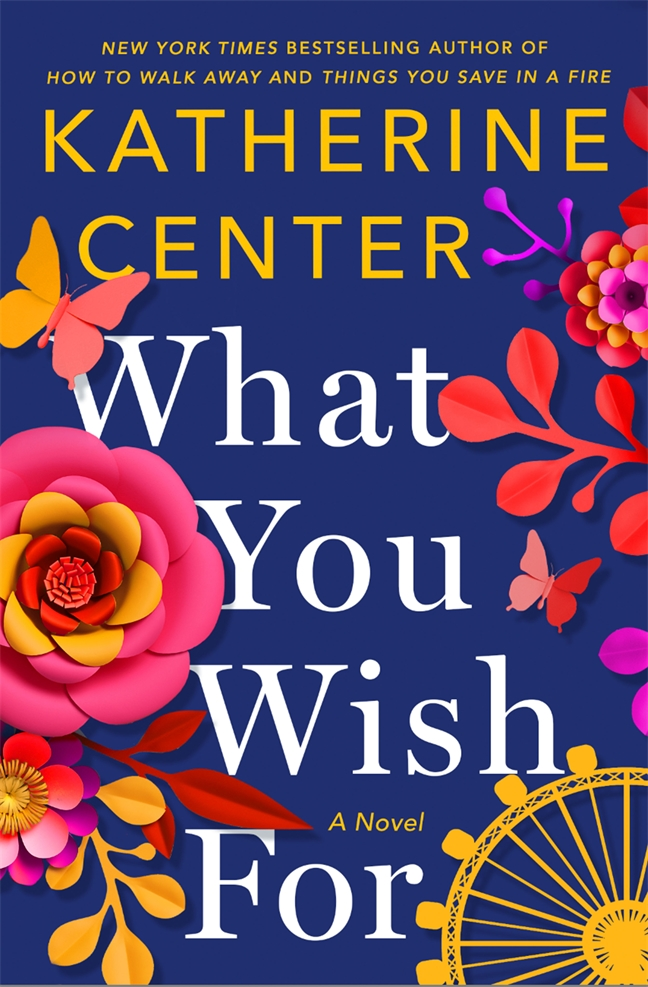 NEW YORK TIMES BESTSELLING AUTHOR OF
HOW TO WALK AWAY AND THINGS YOU SAVE IN A FIRE
KATHERINE
CENTER
What
You
Wish
A Novel
For